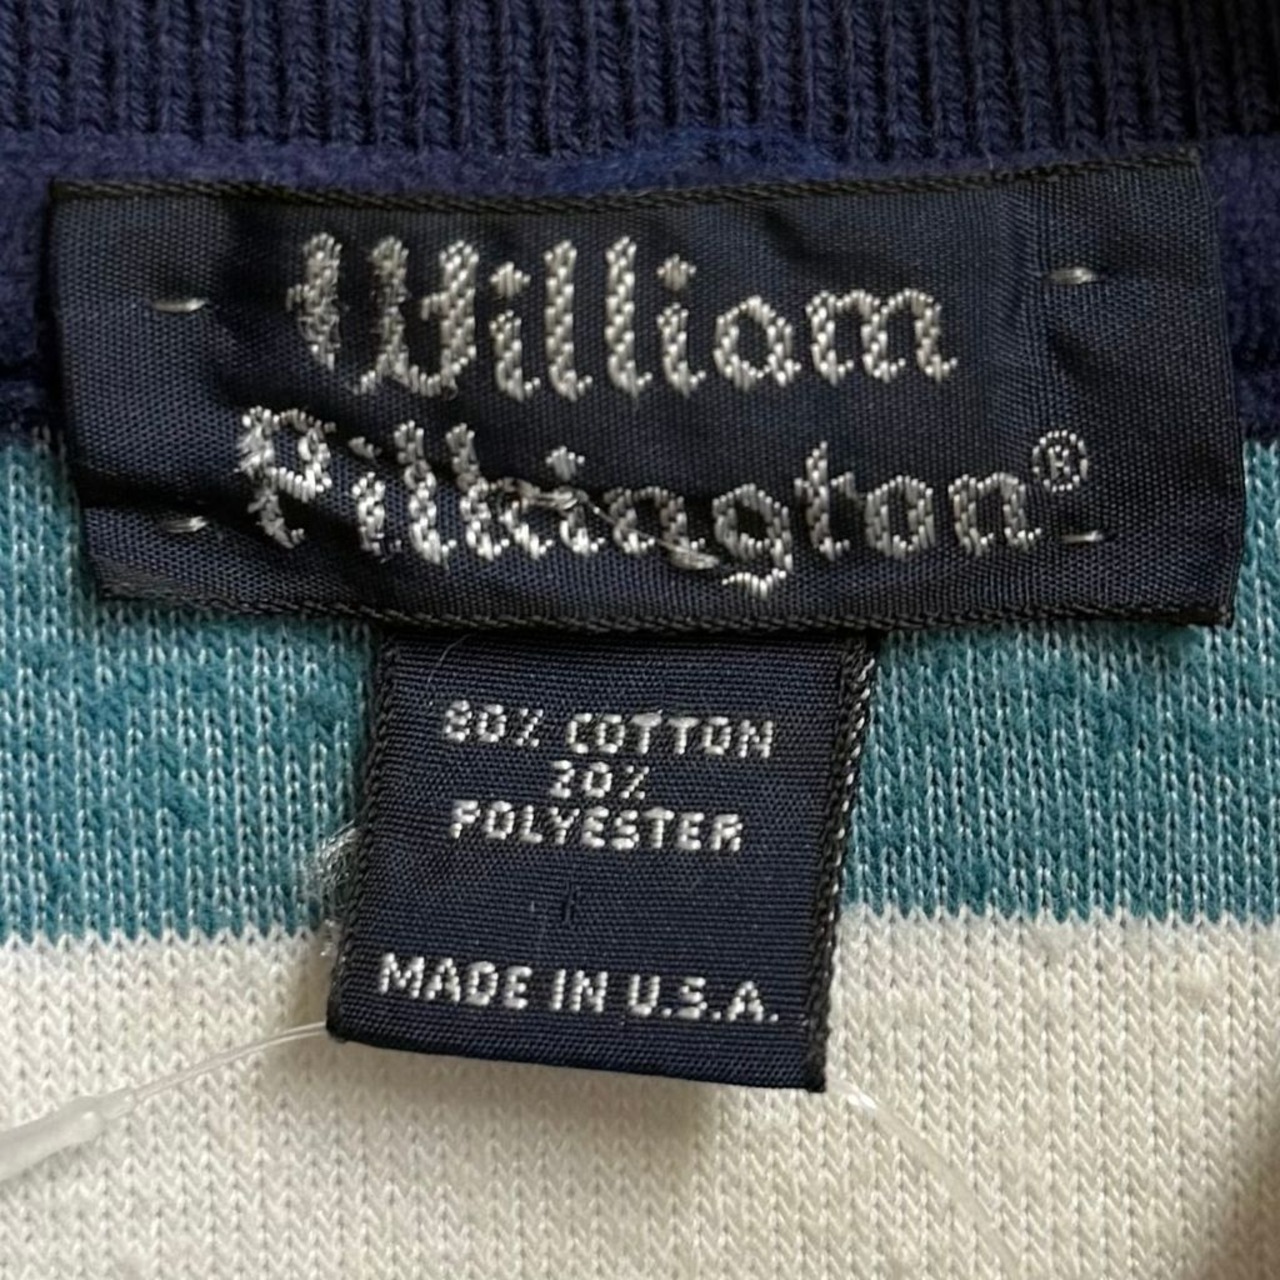 William
Pilkington®
80% COTTON
20%
POLYESTER
MADE IN U.S.A.